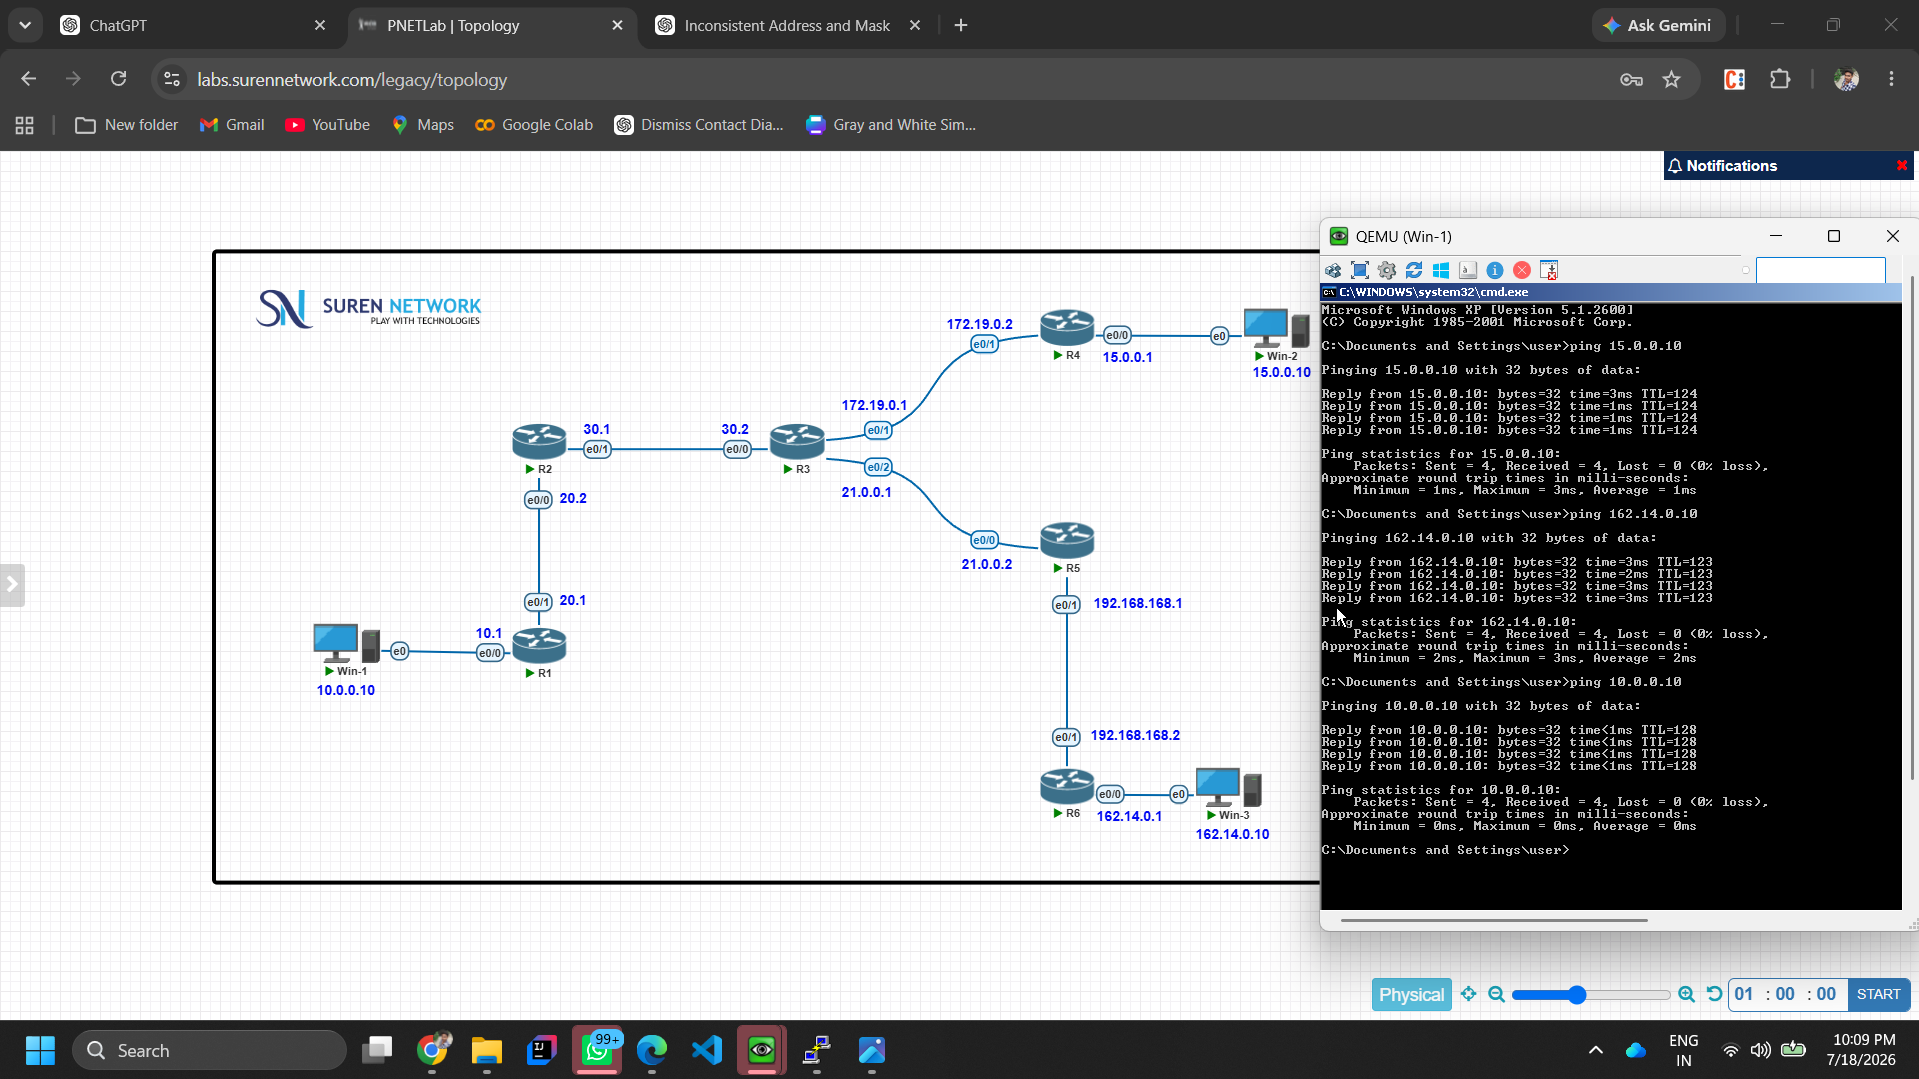 ChatGPT
PNETLab | Topology
Inconsistent Address and Mask
Ask Gemini
labs.surennetwork.com/legacy/topology
New folder
Gmail
YouTube
Maps
Google Colab
Dismiss Contact Dia...
Gray and White Sim...
Notifications
SN SUREN NETWORK
PLAY WITH TECHNOLOGIES
172.19.0.2
e0/1
R4
e0/0
15.0.0.1
e0
Win-2
15.0.0.10
172.19.0.1
e0/1
R2
30.1
e0/1
30.2
e0/0
R3
e0/2
21.0.0.1
e0/0
20.2
e0/0
21.0.0.2
R5
e0/1
20.1
e0/1
192.168.168.1
Win-1
10.0.0.10
e0
10.1
e0/0
R1
e0/1
192.168.168.2
R6
e0/0
162.14.0.1
e0
Win-3
162.14.0.10
QEMU (Win-1)
C:\WINDOWS\system32\cmd.exe
Microsoft Windows XP [Version 5.1.2600]
(C) Copyright 1985-2001 Microsoft Corp.
C:\Documents and Settings\user>ping 15.0.0.10
Pinging 15.0.0.10 with 32 bytes of data:
Reply from 15.0.0.10: bytes=32 time=3ms TTL=124
Reply from 15.0.0.10: bytes=32 time=1ms TTL=124
Reply from 15.0.0.10: bytes=32 time=1ms TTL=124
Reply from 15.0.0.10: bytes=32 time=1ms TTL=124
Ping statistics for 15.0.0.10:
Packets: Sent = 4, Received = 4, Lost = 0 (0% loss),
Approximate round trip times in milli-seconds:
Minimum = 1ms, Maximum = 3ms, Average = 1ms
C:\Documents and Settings\user>ping 162.14.0.10
Pinging 162.14.0.10 with 32 bytes of data:
Reply from 162.14.0.10: bytes=32 time=3ms TTL=123
Reply from 162.14.0.10: bytes=32 time=2ms TTL=123
Reply from 162.14.0.10: bytes=32 time=3ms TTL=123
Reply from 162.14.0.10: bytes=32 time=3ms TTL=123
Ping statistics for 162.14.0.10:
Packets: Sent = 4, Received = 4, Lost = 0 (0% loss),
Approximate round trip times in milli-seconds:
Minimum = 2ms, Maximum = 3ms, Average = 2ms
C:\Documents and Settings\user>ping 10.0.0.10
Pinging 10.0.0.10 with 32 bytes of data:
Reply from 10.0.0.10: bytes=32 time<1ms TTL=128
Reply from 10.0.0.10: bytes=32 time<1ms TTL=128
Reply from 10.0.0.10: bytes=32 time<1ms TTL=128
Reply from 10.0.0.10: bytes=32 time<1ms TTL=128
Ping statistics for 10.0.0.10:
Packets: Sent = 4, Received = 4, Lost = 0 (0% loss),
Approximate round trip times in milli-seconds:
Minimum = 0ms, Maximum = 0ms, Average = 0ms
C:\Documents and Settings\user>
Physical
01 : 00 : 00
START
Search
99+
ENG
IN
10:09 PM
7/18/2026